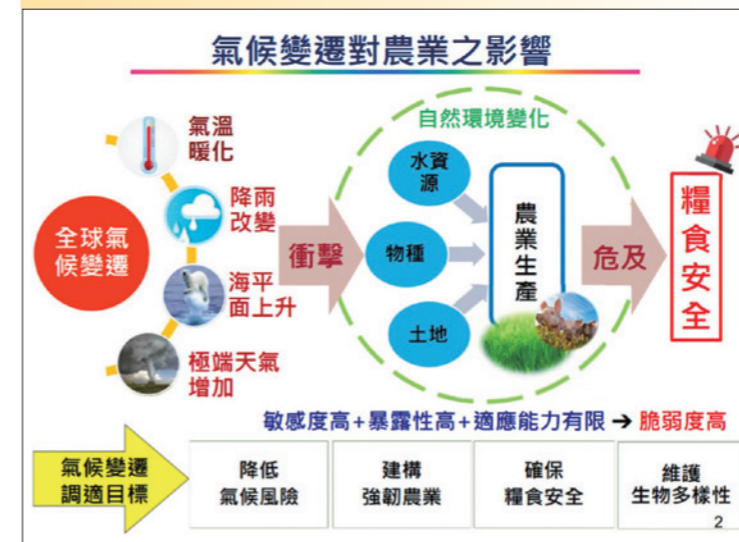 氣候變遷對農業之影響
全球氣
候變遷
氣溫
暖化
降雨
改變
海平
面上升
極端天氣
增加
衝擊
自然環境變化
水資
源
物種
土地
農業生產
危及
糧食安全
敏感度高+暴露性高+適應能力有限 → 脆弱度高
氣候變遷
調適目標
降低
氣候風險
建構
強韌農業
確保
糧食安全
維護
生物多樣性
2